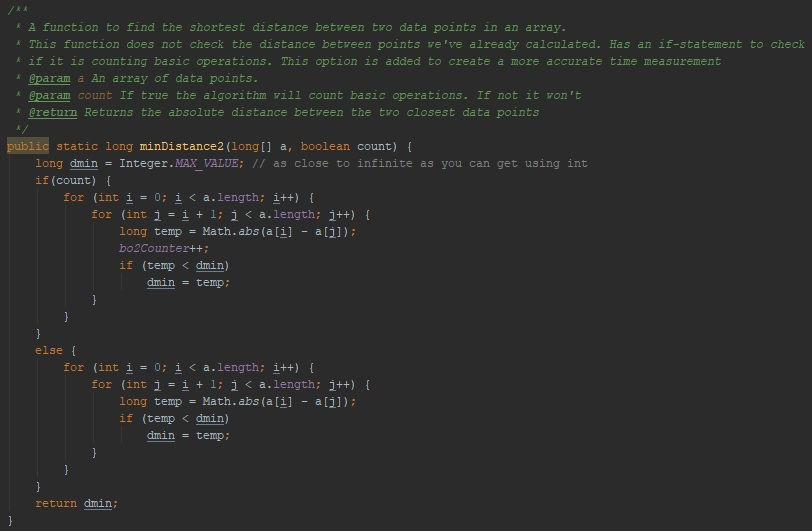 /**
 * A function to find the shortest distance between two data points in an array.
 * This function does not check the distance between points we've already calculated. Has an if-statement to check
 * if it is counting basic operations. This option is added to create a more accurate time measurement
 * @param a An array of data points.
 * @param count If true the algorithm will count basic operations. If not it won't
 * @return Returns the absolute distance between the two closest data points
 */
public static long minDistance2(long[] a, boolean count) {
    long dmin = Integer.MAX_VALUE; // as close to infinite as you can get using int
    if(count) {
        for (int i = 0; i < a.length; i++) {
            for (int j = i + 1; j < a.length; j++) {
                long temp = Math.abs(a[i] - a[j]);
                bo2Counter++;
                if (temp < dmin)
                    dmin = temp;
            }
        }
    }
    else {
        for (int i = 0; i < a.length; i++) {
            for (int j = i + 1; j < a.length; j++) {
                long temp = Math.abs(a[i] - a[j]);
                if (temp < dmin)
                    dmin = temp;
            }
        }
    }
    return dmin;
}